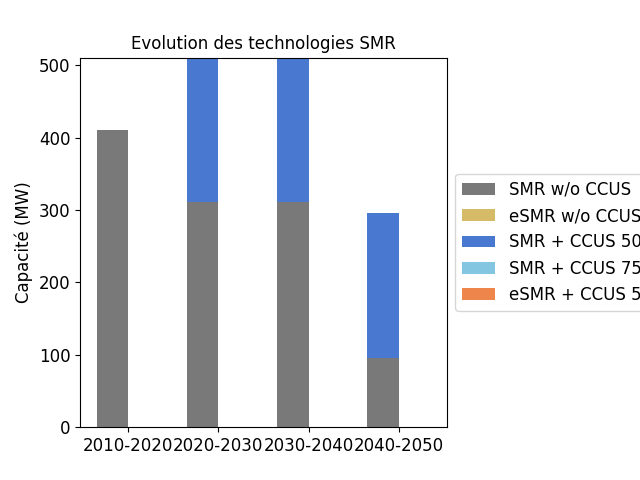 Evolution des technologies SMR
Capacité (MW)
500
400
300
200
100
0
2010-2020
2020-2030
2030-2040
2040-2050
SMR w/o CCUS
eSMR w/o CCUS
SMR + CCUS 50
SMR + CCUS 75
eSMR + CCUS 5